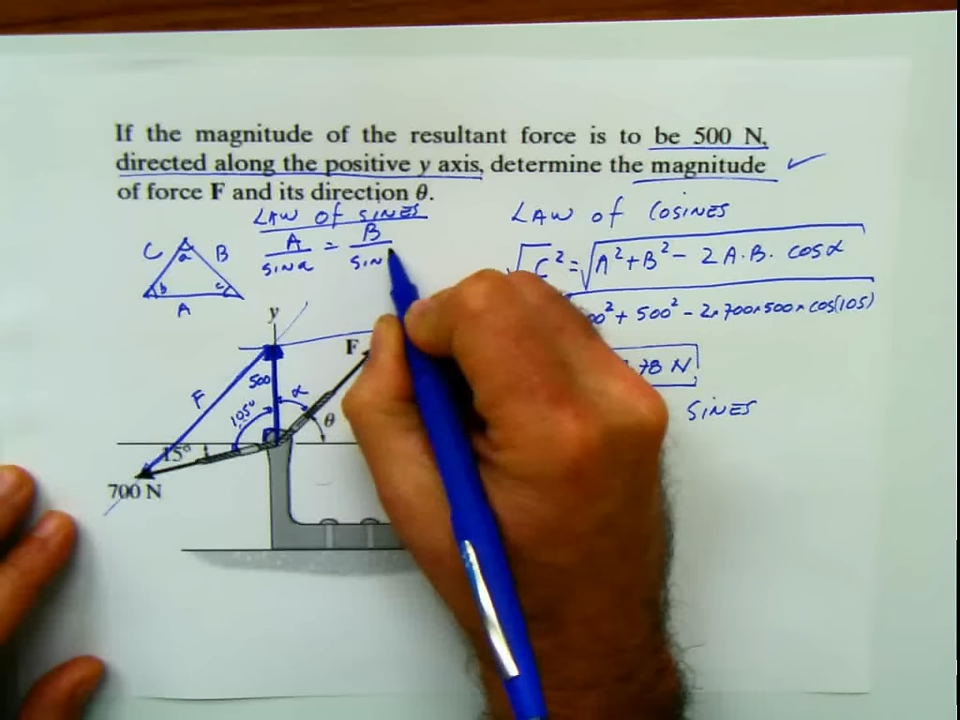 If the magnitude of the resultant force is to be 500 N,
directed along the positive y axis, determine the magnitude
of force F and its direction θ.
LAW of SINES
LAW of COSINES
A/sinα = B/sin
√C² = √A² + B² - 2 A.B. cosα
00² + 500² - 2×700×500×cos(105)
78 N
SINES
C
a
B
b
c
A
y
F
F
500
α
105°
θ
15°
700 N